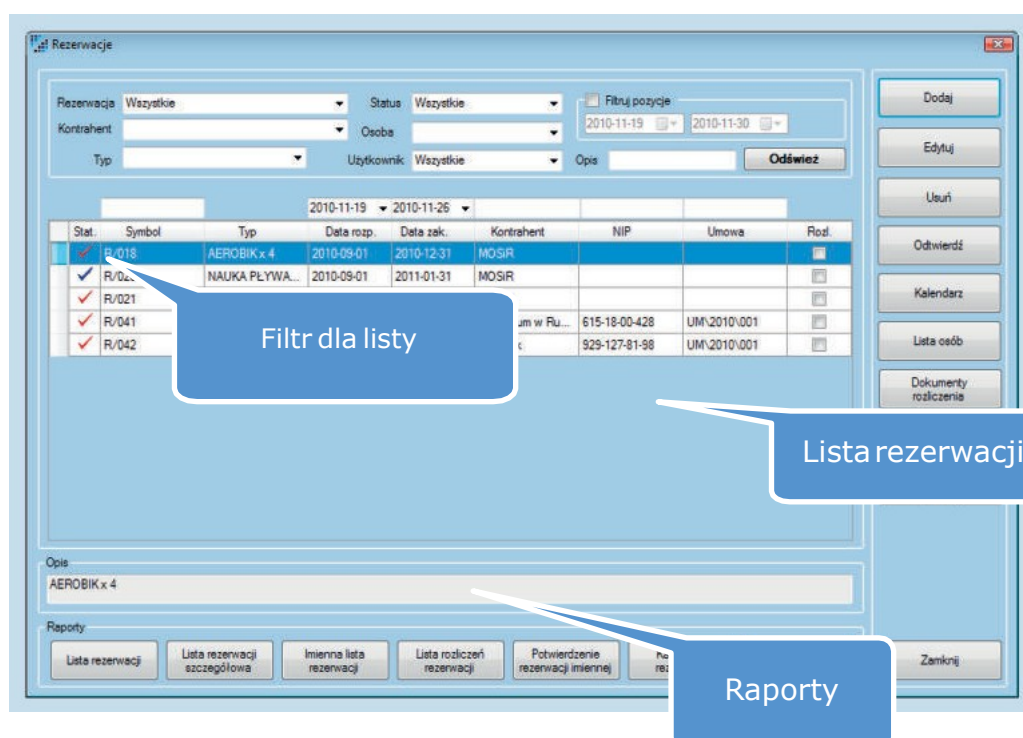 Rezerwacje
Rezerwacja Wszystkie Status Wszystkie Filtruj pozycje
Kontrahent Osoba 2010-11-19 2010-11-30
Typ Użytkownik Wszystkie Opis Odśwież
2010-11-19 2010-11-26
Stat. Symbol Typ Data rozp. Data zak. Kontrahent NIP Umowa Rozl.
R/018 AEROBIK x 4 2010-09-01 2010-12-31 MOSiR
NAUKA PŁYWA... 2010-09-01 2011-01-31 MOSiR
R/021
R/041 um w Ru... 615-18-00-428 UM\2010\001
R/042 929-127-81-98 UM\2010\001
Filtr dla listy
Lista rezerwacji
Dodaj
Edytuj
Usuń
Odtwierdź
Kalendarz
Lista osób
Dokumenty
rozliczenia
Opis
AEROBIK x 4
Raporty
Lista rezerwacji
Lista rezerwacji
szczegółowa
Imienna lista
rezerwacji
Lista rozliczeń
rezerwacji
Potwierdzenie
rezerwacji imiennej
Raporty
Zamknij